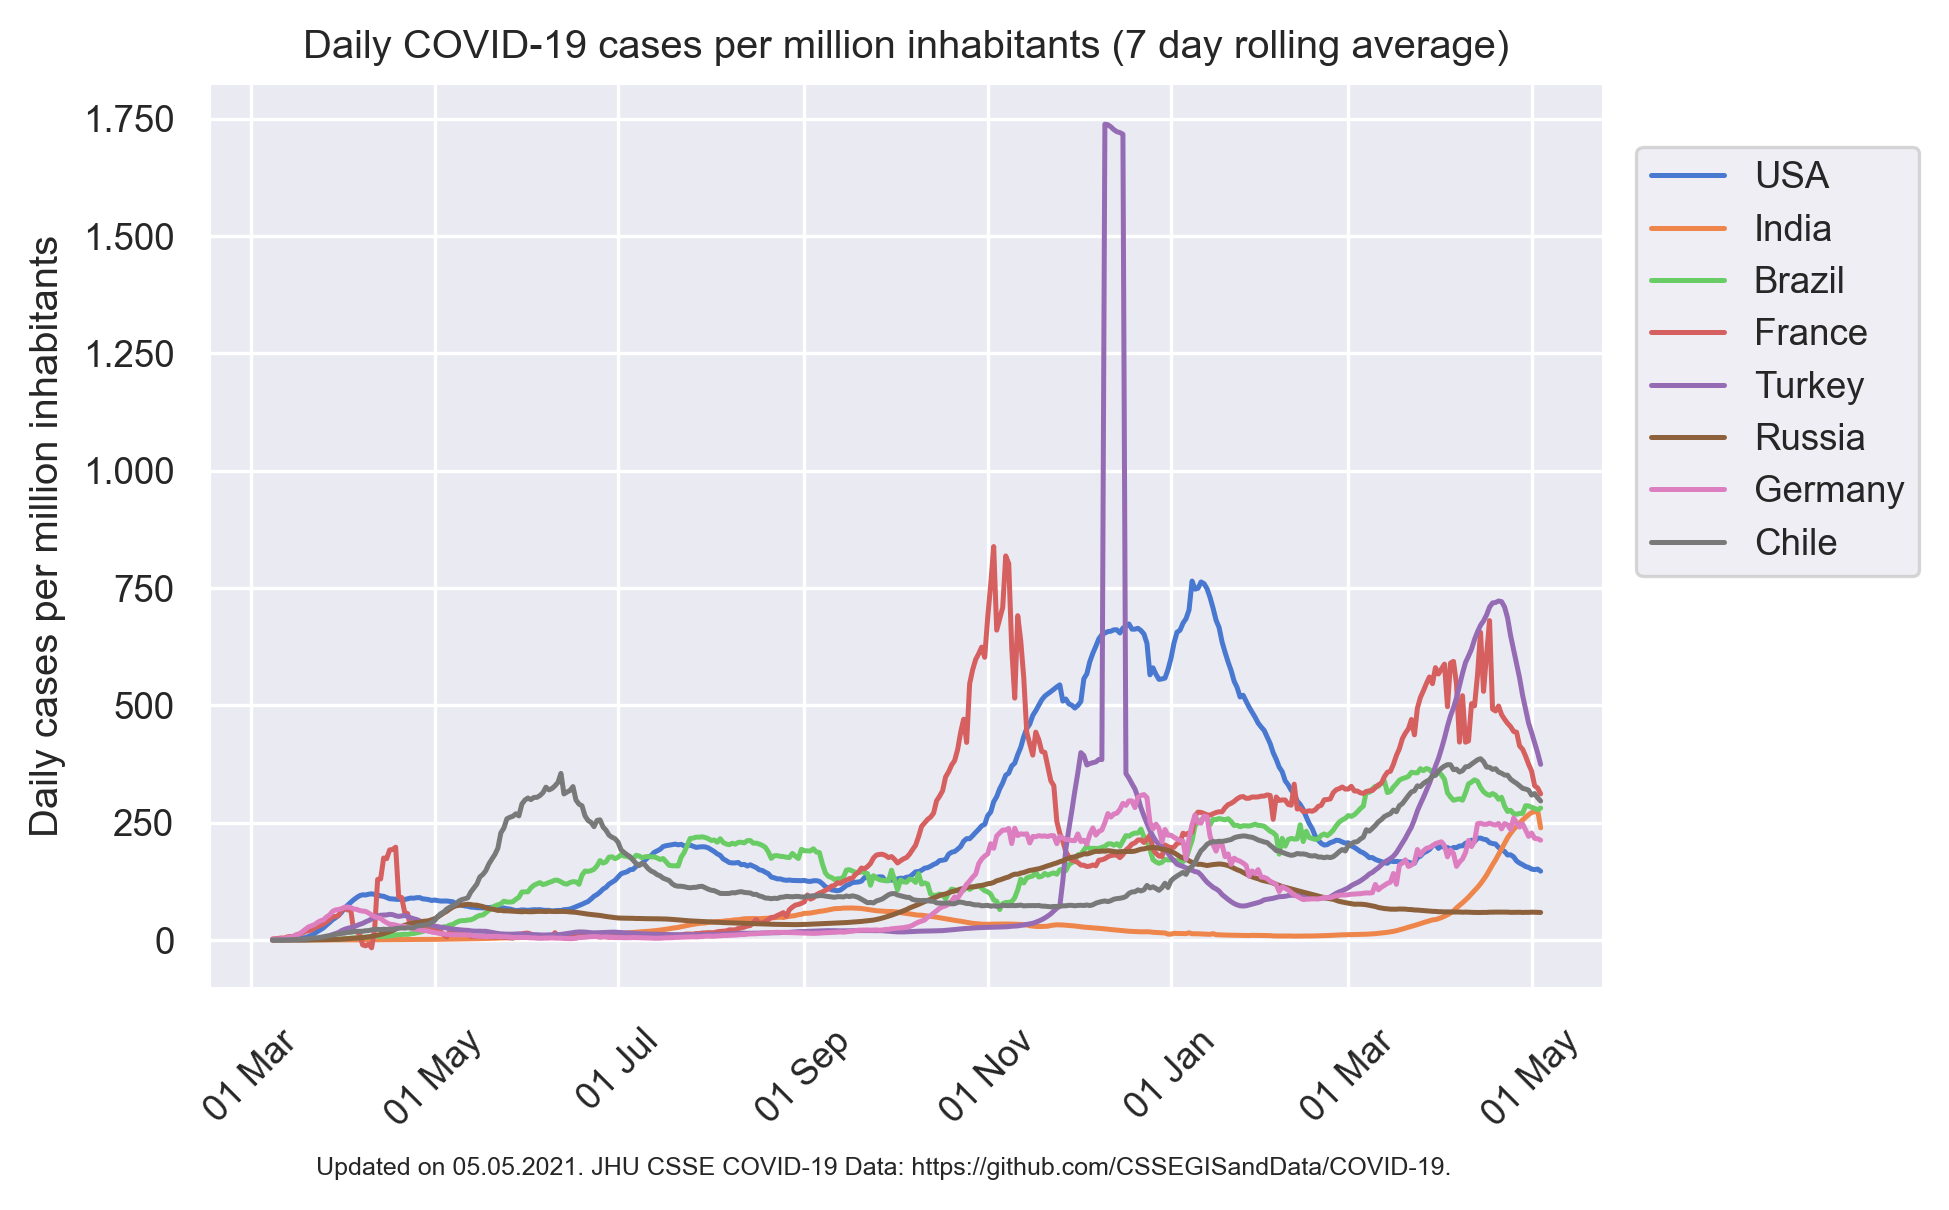 Daily COVID-19 cases per million inhabitants (7 day rolling average)
Daily cases per million inhabitants
1.750
1.500
1.250
1.000
750
500
250
0
01 Mar
01 May
01 Jul
01 Sep
01 Nov
01 Jan
01 Mar
01 May
USA
India
Brazil
France
Turkey
Russia
Germany
Chile
Updated on 05.05.2021. JHU CSSE COVID-19 Data: https://github.com/CSSEGISandData/COVID-19.